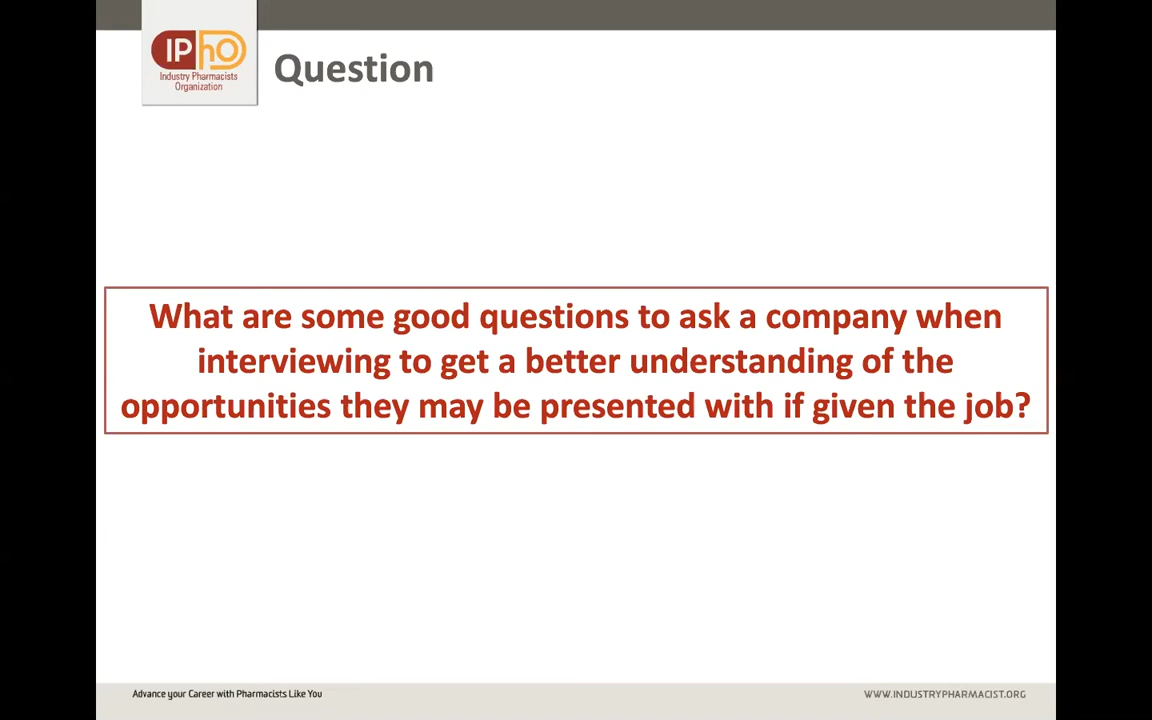 IPhO
Industry Pharmacists
Organization
Question
What are some good questions to ask a company when
interviewing to get a better understanding of the
opportunities they may be presented with if given the job?
Advance your Career with Pharmacists Like You
WWW.INDUSTRYPHARMACIST.ORG